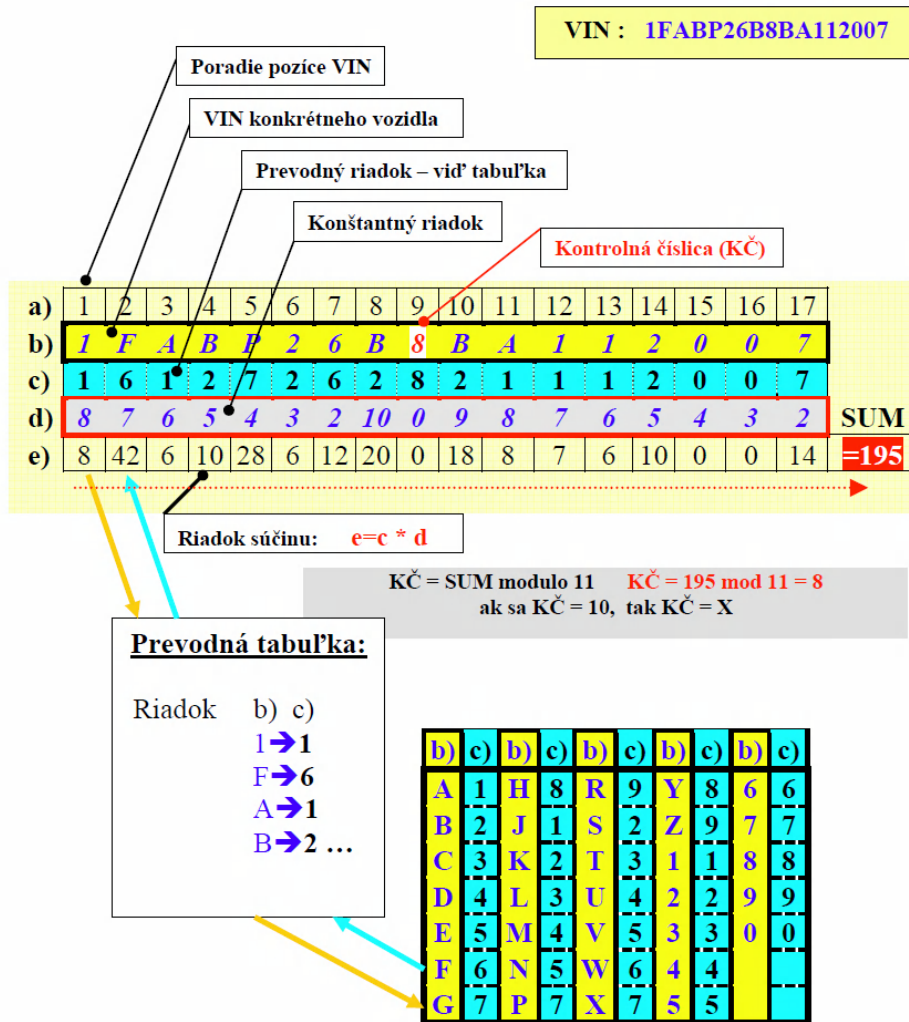 VIN : 1FABP26B8BA112007
Poradie pozíce VIN
VIN konkrétneho vozidla
Prevodný riadok – viď tabuľka
Konštantný riadok
Kontrolná číslica (KČ)
a) 1 2 3 4 5 6 7 8 9 10 11 12 13 14 15 16 17
b) 1 F A B P 2 6 B 8 B A 1 1 2 0 0 7
c) 1 6 1 2 7 2 6 2 8 2 1 1 1 2 0 0 7
d) 8 7 6 5 4 3 2 10 0 9 8 7 6 5 4 3 2 SUM
e) 8 42 6 10 28 6 12 20 0 18 8 7 6 10 0 0 14 =195
Riadok súčinu: e=c * d
KČ = SUM modulo 11 KČ = 195 mod 11 = 8
ak sa KČ = 10, tak KČ = X
Prevodná tabuľka:
Riadok b) c)
1➔1
F➔6
A➔1
B➔2 ...
b) c) b) c) b) c) b) c) b) c)
A 1 H 8 R 9 Y 8 6 6
B 2 J 1 S 2 Z 9 7 7
C 3 K 2 T 3 1 1 8 8
D 4 L 3 U 4 2 2 9 9
E 5 M 4 V 5 3 3 0 0
F 6 N 5 W 6 4 4
G 7 P 7 X 7 5 5